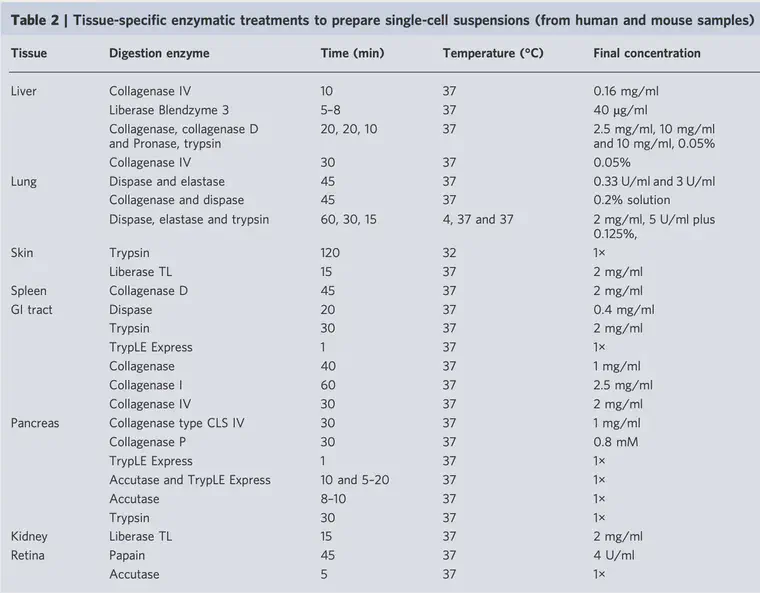 Table 2 | Tissue-specific enzymatic treatments to prepare single-cell suspensions (from human and mouse samples)
Tissue Digestion enzyme Time (min) Temperature (°C) Final concentration
Liver Collagenase IV 10 37 0.16 mg/ml
Liberase Blendzyme 3 5–8 37 40 μg/ml
Collagenase, collagenase D 20, 20, 10 37 2.5 mg/ml, 10 mg/ml
and Pronase, trypsin and 10 mg/ml, 0.05%
Collagenase IV 30 37 0.05%
Lung Dispase and elastase 45 37 0.33 U/ml and 3 U/ml
Collagenase and dispase 45 37 0.2% solution
Dispase, elastase and trypsin 60, 30, 15 4, 37 and 37 2 mg/ml, 5 U/ml plus
0.125%,
Skin Trypsin 120 32 1×
Liberase TL 15 37 2 mg/ml
Spleen Collagenase D 45 37 2 mg/ml
GI tract Dispase 20 37 0.4 mg/ml
Trypsin 30 37 2 mg/ml
TrypLE Express 1 37 1×
Collagenase 40 37 1 mg/ml
Collagenase I 60 37 2.5 mg/ml
Collagenase IV 30 37 2 mg/ml
Pancreas Collagenase type CLS IV 30 37 1 mg/ml
Collagenase P 30 37 0.8 mM
TrypLE Express 1 37 1×
Accutase and TrypLE Express 10 and 5–20 37 1×
Accutase 8–10 37 1×
Trypsin 30 37 1×
Kidney Liberase TL 15 37 2 mg/ml
Retina Papain 45 37 4 U/ml
Accutase 5 37 1×